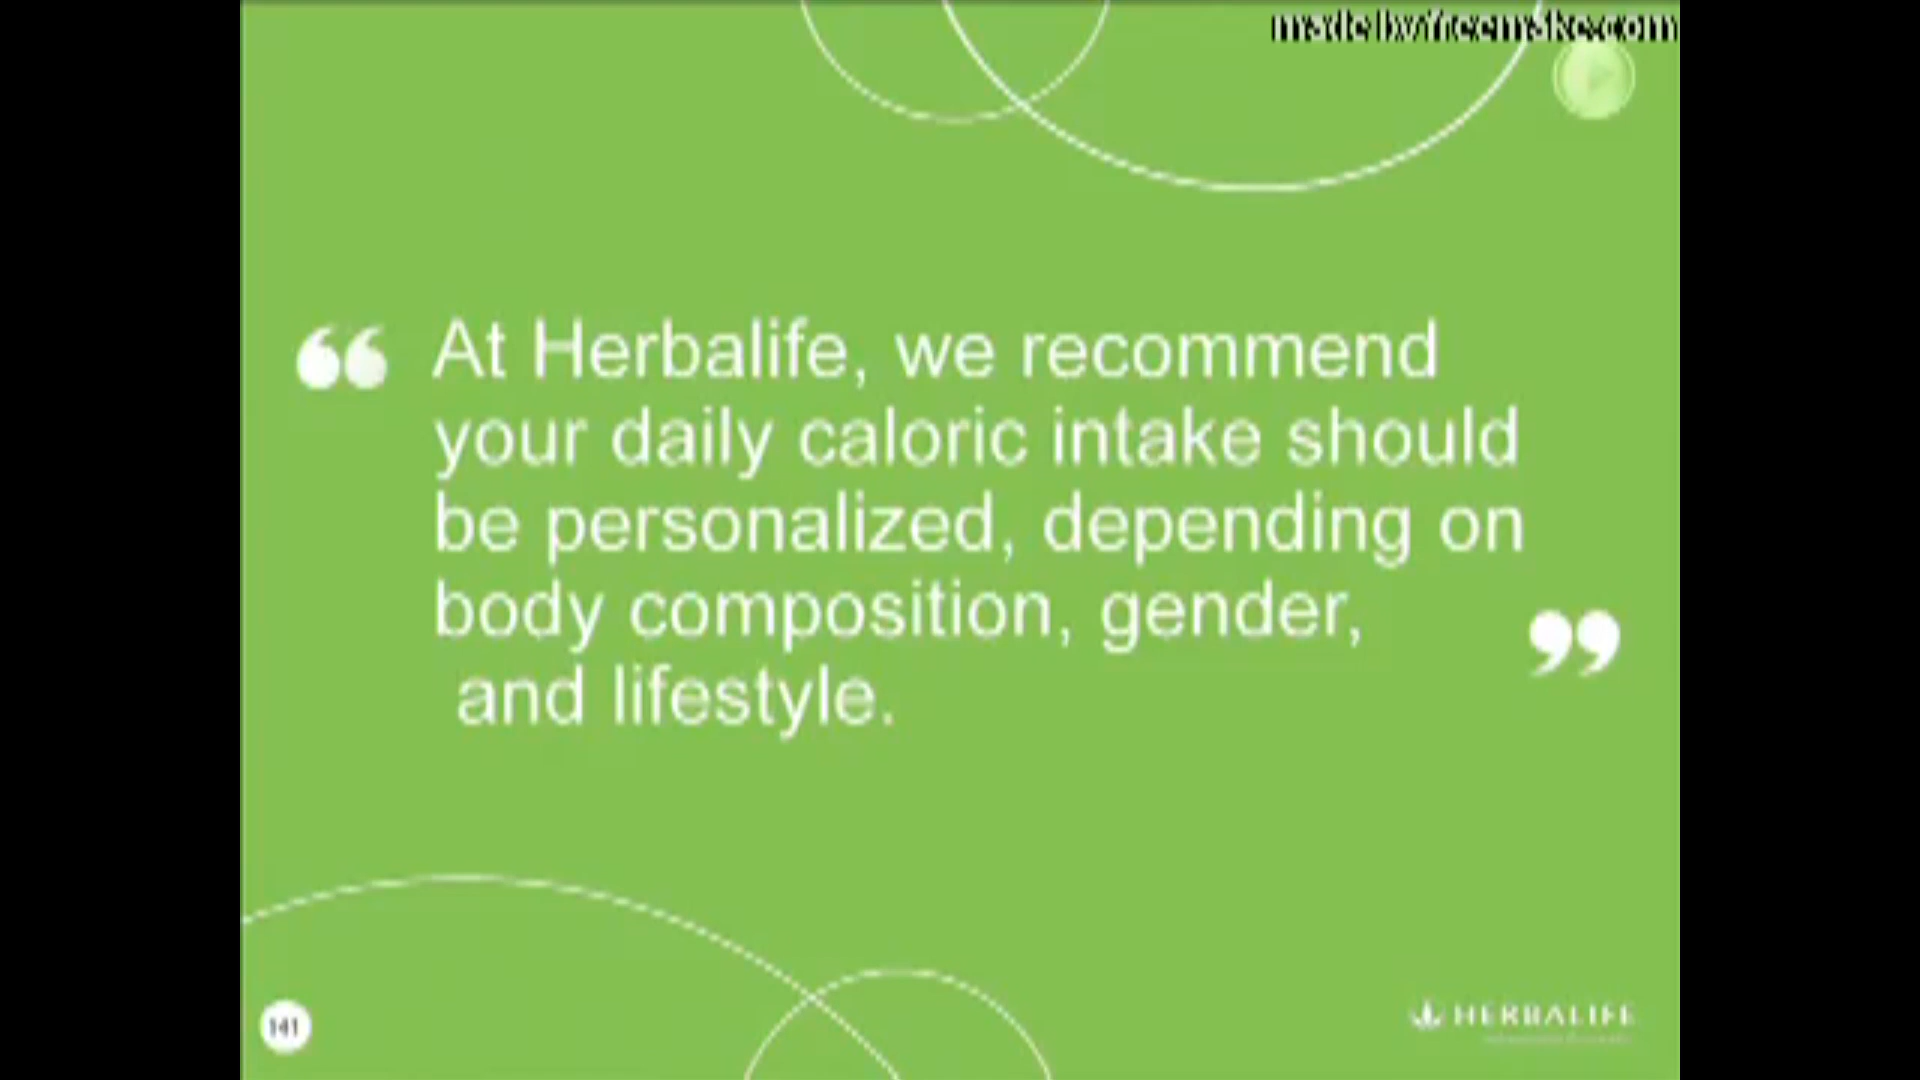 “ At Herbalife, we recommend
your daily caloric intake should
be personalized, depending on
body composition, gender,
and lifestyle. ”
141
HERBALIFE